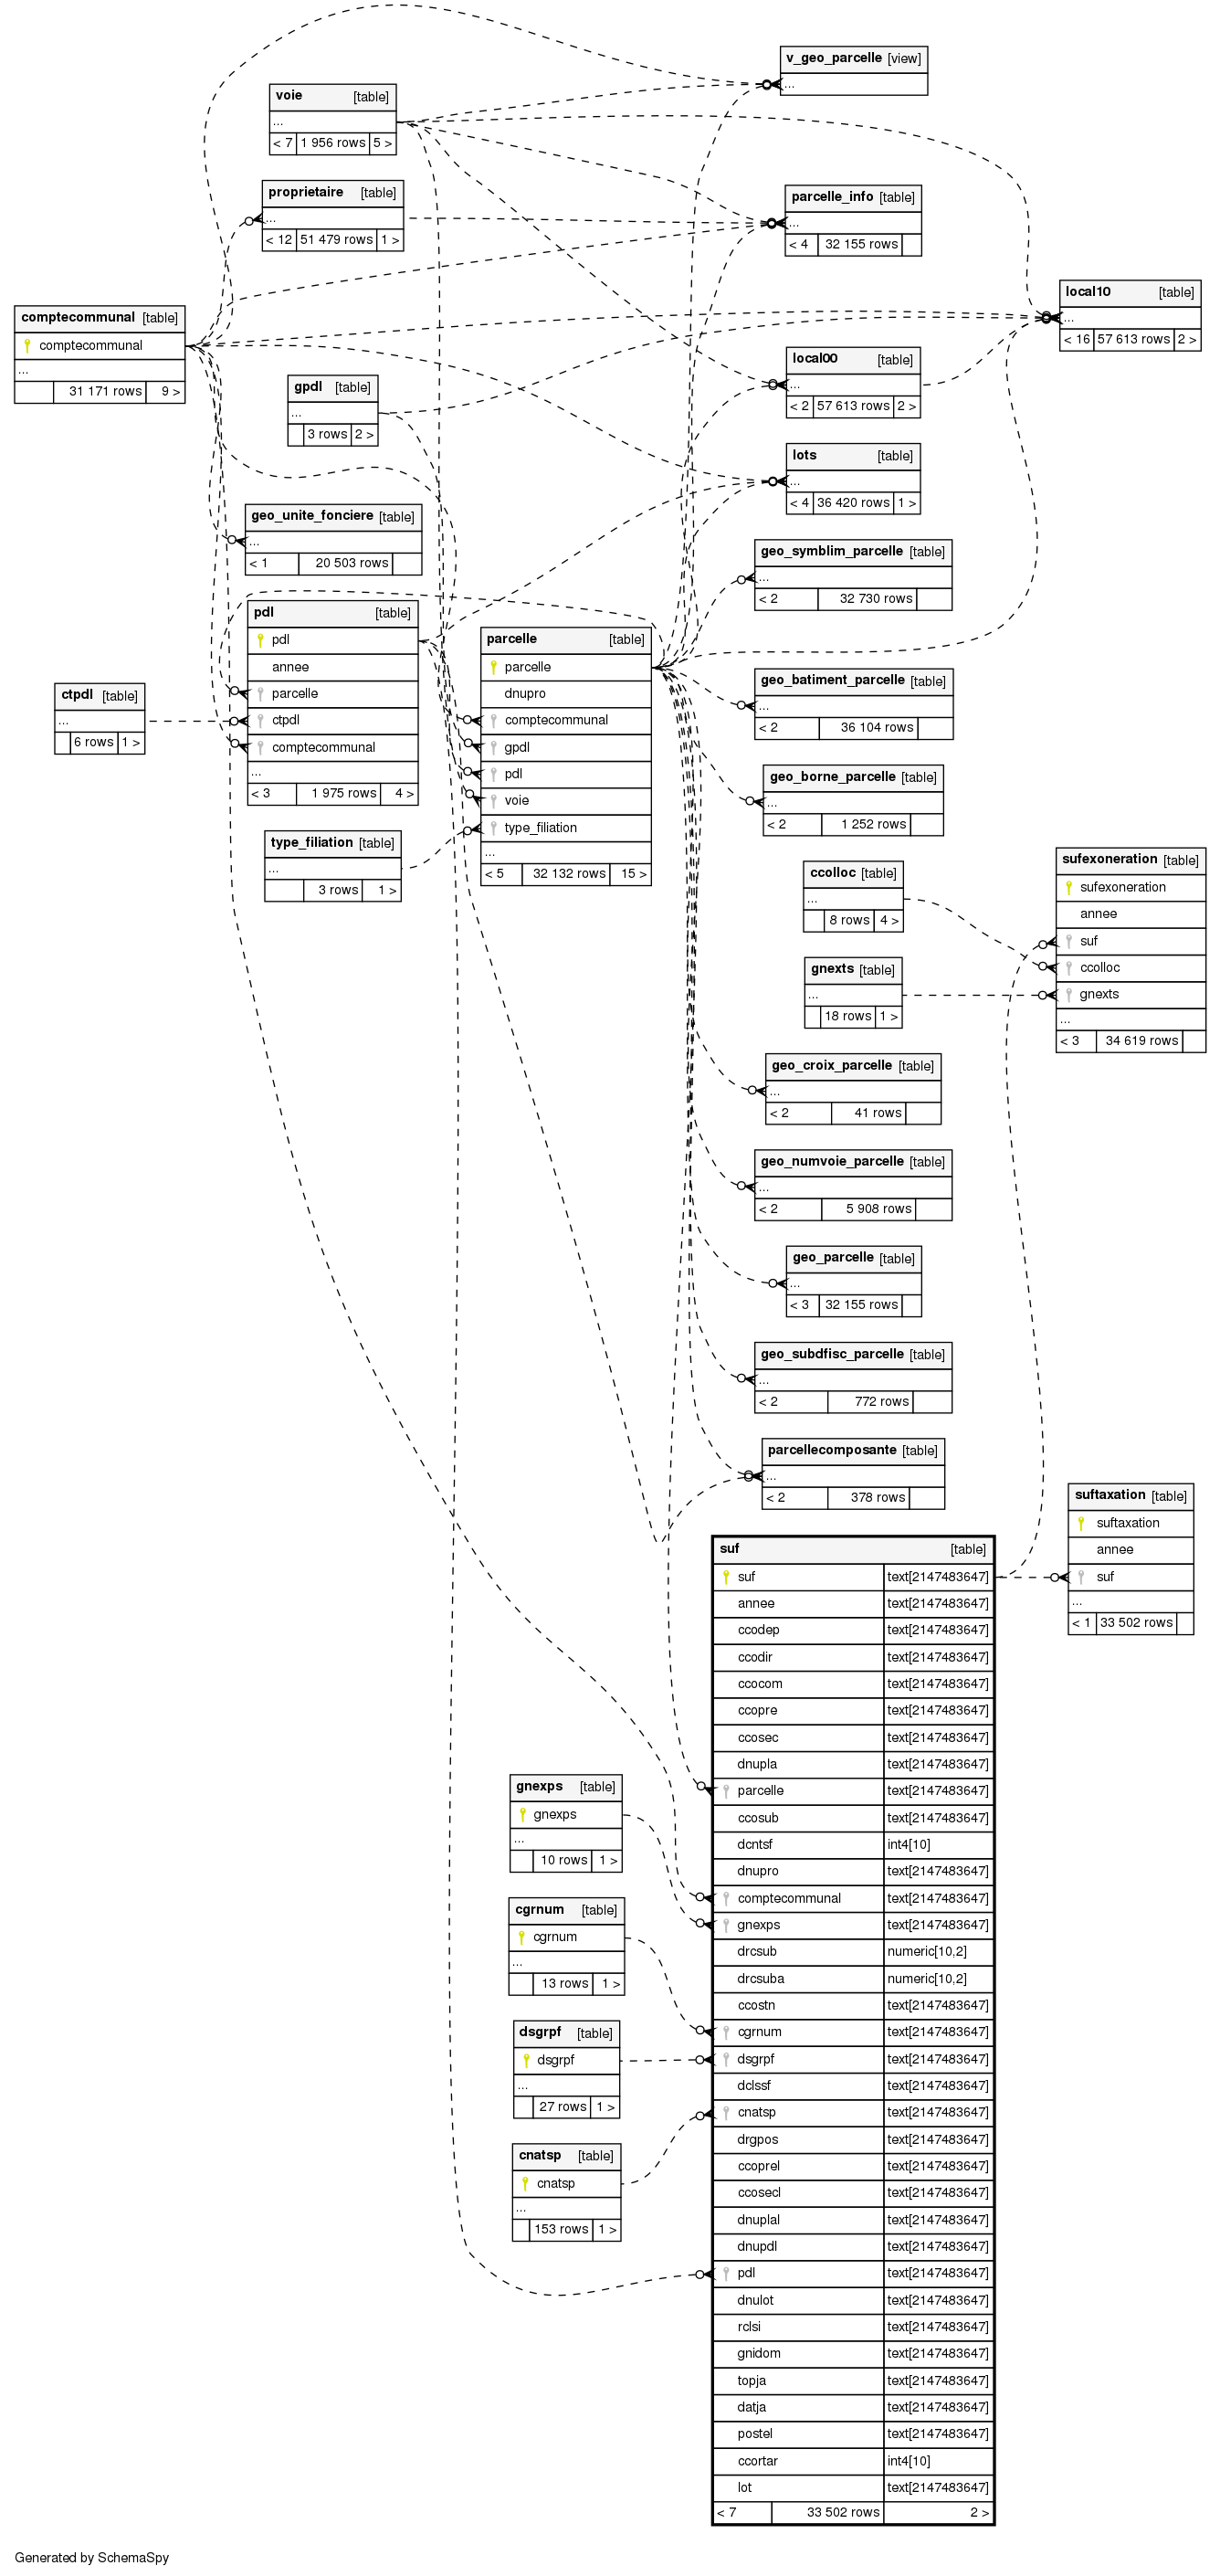 v_geo_parcelle [view]
...
voie [table]
...
< 7 1 956 rows 5 >
proprietaire [table]
...
< 12 51 479 rows 1 >
parcelle_info [table]
...
< 4 32 155 rows
local10 [table]
...
< 16 57 613 rows 2 >
comptecommunal [table]
comptecommunal
...
31 171 rows 9 >
local00 [table]
...
< 2 57 613 rows 2 >
gpdl [table]
...
3 rows 2 >
lots [table]
...
< 4 36 420 rows 1 >
geo_unite_fonciere [table]
...
< 1 20 503 rows
geo_symblim_parcelle [table]
...
< 2 32 730 rows
pdl [table]
pdl
annee
parcelle
ctpdl
comptecommunal
...
< 3 1 975 rows 4 >
parcelle [table]
parcelle
dnupro
comptecommunal
gpdl
pdl
voie
type_filiation
...
< 5 32 132 rows 15 >
ctpdl [table]
...
6 rows 1 >
geo_batiment_parcelle [table]
...
< 2 36 104 rows
geo_borne_parcelle [table]
...
< 2 1 252 rows
type_filiation [table]
...
3 rows 1 >
ccolloc [table]
...
8 rows 4 >
sufexoneration [table]
sufexoneration
annee
suf
ccolloc
gnexts
...
< 3 34 619 rows
gnexts [table]
...
18 rows 1 >
geo_croix_parcelle [table]
...
< 2 41 rows
geo_numvoie_parcelle [table]
...
< 2 5 908 rows
geo_parcelle [table]
...
< 3 32 155 rows
geo_subdfisc_parcelle [table]
...
< 2 772 rows
parcellecomposante [table]
...
< 2 378 rows
suftaxation [table]
suftaxation
annee
suf
...
< 1 33 502 rows
suf [table]
suf text[2147483647]
annee text[2147483647]
ccodep text[2147483647]
ccodir text[2147483647]
ccocom text[2147483647]
ccopre text[2147483647]
ccosec text[2147483647]
dnupla text[2147483647]
parcelle text[2147483647]
ccosub text[2147483647]
dcntsf int4[10]
dnupro text[2147483647]
comptecommunal text[2147483647]
gnexps text[2147483647]
drcsub numeric[10,2]
drcsuba numeric[10,2]
ccostn text[2147483647]
cgrnum text[2147483647]
dsgrpf text[2147483647]
dclssf text[2147483647]
cnatsp text[2147483647]
drgpos text[2147483647]
ccoprel text[2147483647]
ccosecl text[2147483647]
dnuplal text[2147483647]
dnupdl text[2147483647]
pdl text[2147483647]
dnulot text[2147483647]
rclsi text[2147483647]
gnidom text[2147483647]
topja text[2147483647]
datja text[2147483647]
postel text[2147483647]
ccortar int4[10]
lot text[2147483647]
< 7 33 502 rows 2 >
gnexps [table]
gnexps
...
10 rows 1 >
cgrnum [table]
cgrnum
...
13 rows 1 >
dsgrpf [table]
dsgrpf
...
27 rows 1 >
cnatsp [table]
cnatsp
...
153 rows 1 >
Generated by SchemaSpy